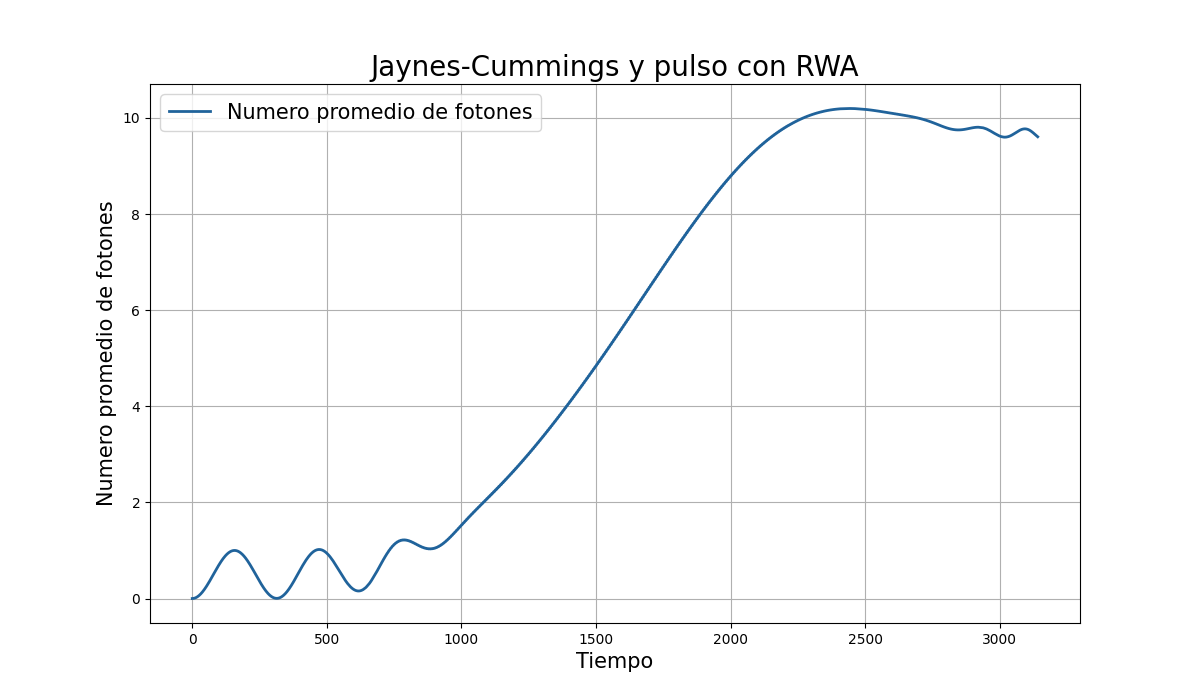 Jaynes-Cummings y pulso con RWA
Numero promedio de fotones
Numero promedio de fotones
10
8
6
4
2
0
0 500 1000 1500 2000 2500 3000
Tiempo